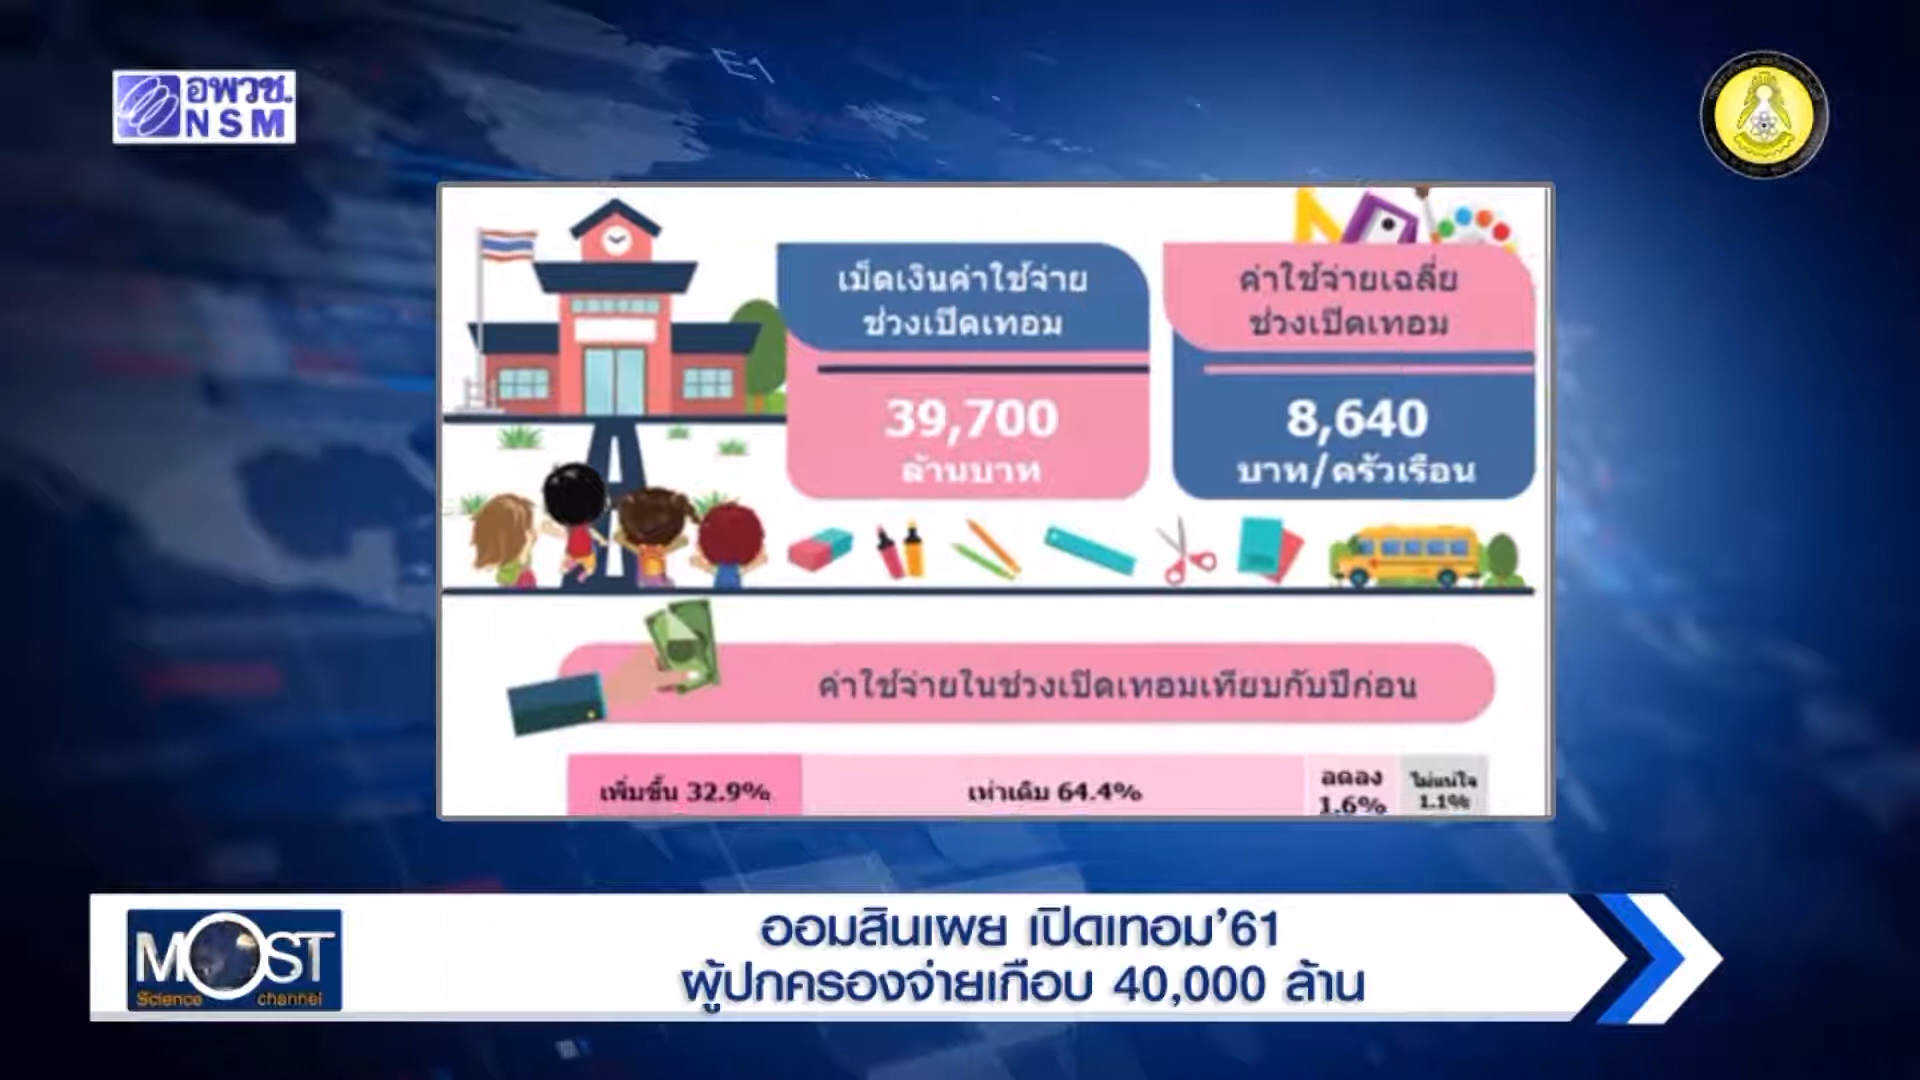 อพวช.
NSM
เม็ดเงินค่าใช้จ่าย
ช่วงเปิดเทอม
39,700
ล้านบาท
ค่าใช้จ่ายเฉลี่ย
ช่วงเปิดเทอม
8,640
บาท/ครัวเรือน
ค่าใช้จ่ายในช่วงเปิดเทอมเทียบกับปีก่อน
เพิ่มขึ้น 32.9%
เท่าเดิม 64.4%
ลดลง
1.6%
ไม่แน่ใจ
1.1%
MOST
Science channel
ออมสินเผย เปิดเทอม’61
ผู้ปกครองจ่ายเกือบ 40,000 ล้าน